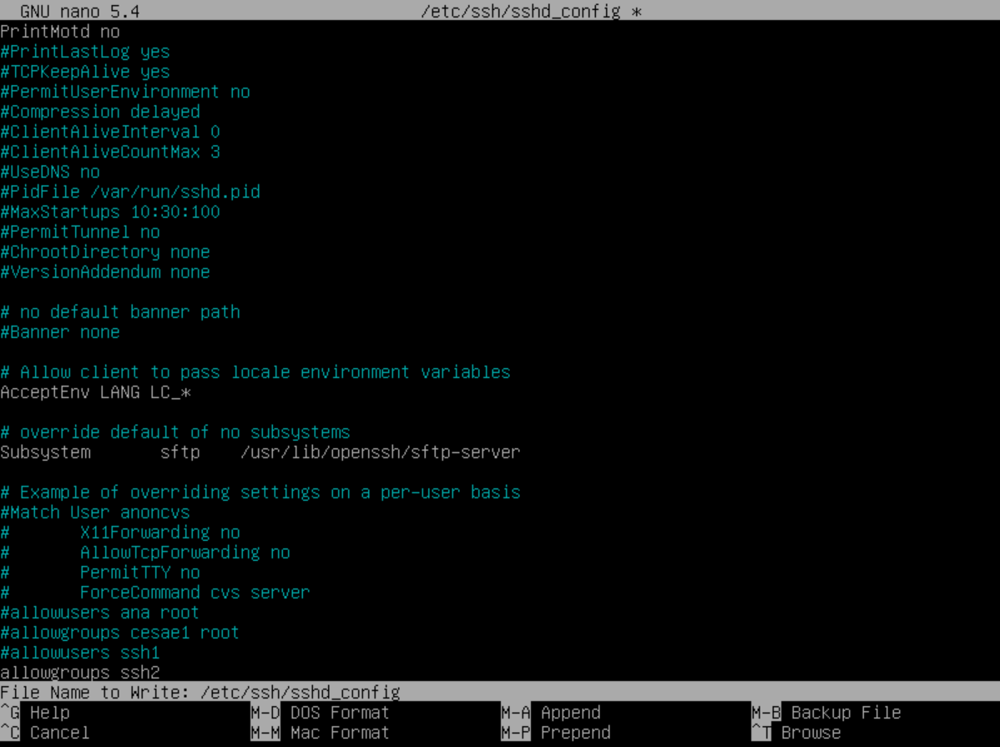 GNU nano 5.4 /etc/ssh/sshd_config *
PrintMotd no
#PrintLastLog yes
#TCPKeepAlive yes
#PermitUserEnvironment no
#Compression delayed
#ClientAliveInterval 0
#ClientAliveCountMax 3
#UseDNS no
#PidFile /var/run/sshd.pid
#MaxStartups 10:30:100
#PermitTunnel no
#ChrootDirectory none
#VersionAddendum none

# no default banner path
#Banner none

# Allow client to pass locale environment variables
AcceptEnv LANG LC_*

# override default of no subsystems
Subsystem       sftp    /usr/lib/openssh/sftp-server

# Example of overriding settings on a per-user basis
#Match User anoncvs
#       X11Forwarding no
#       AllowTcpForwarding no
#       PermitTTY no
#       ForceCommand cvs server
#allowusers ana root
#allowgroups cesae1 root
#allowusers ssh1
allowgroups ssh2
File Name to Write: /etc/ssh/sshd_config
^G Help M-D DOS Format M-A Append M-B Backup File
^C Cancel M-M Mac Format M-P Prepend ^T Browse